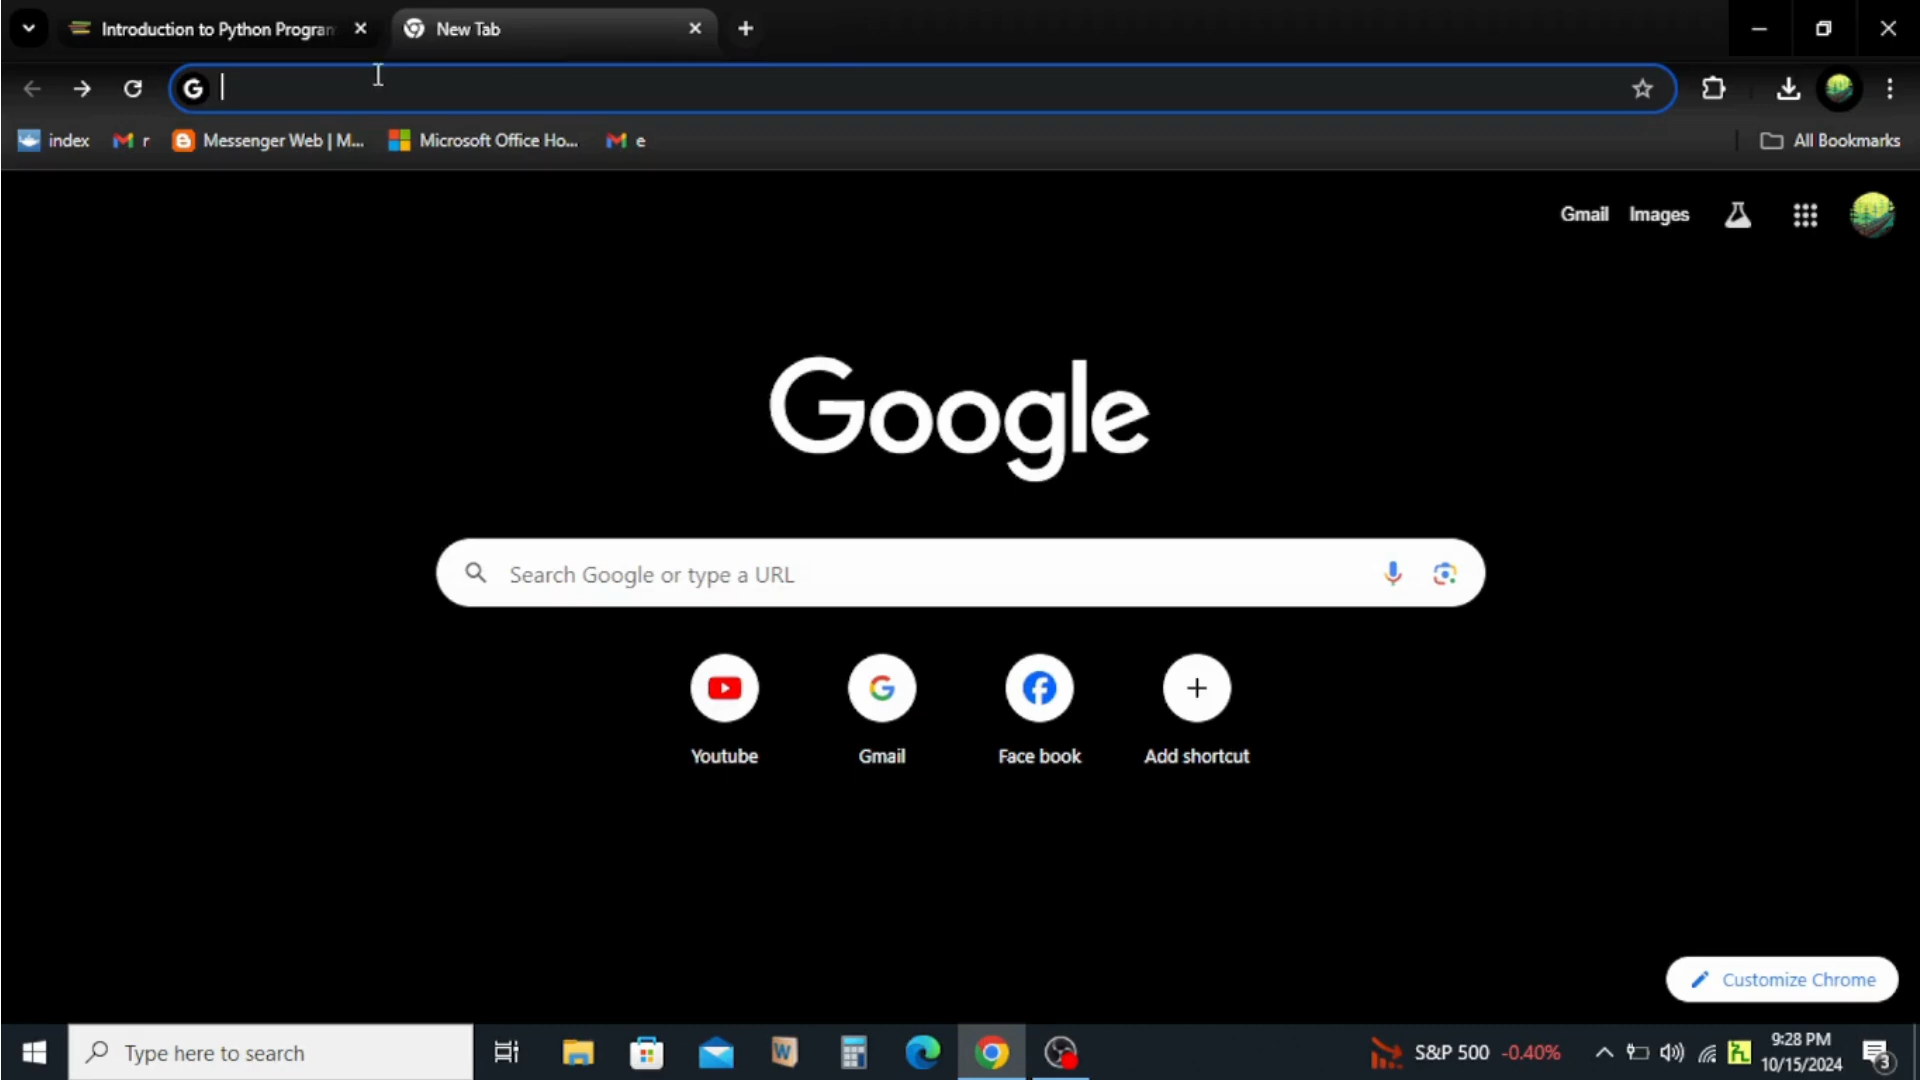 Introduction to Python Program
New Tab
index
r
Messenger Web | M...
Microsoft Office Ho...
e
All Bookmarks
Gmail
Images
Google
Search Google or type a URL
Youtube
Gmail
Face book
Add shortcut
Customize Chrome
Type here to search
S&P 500 -0.40%
9:28 PM
10/15/2024
3